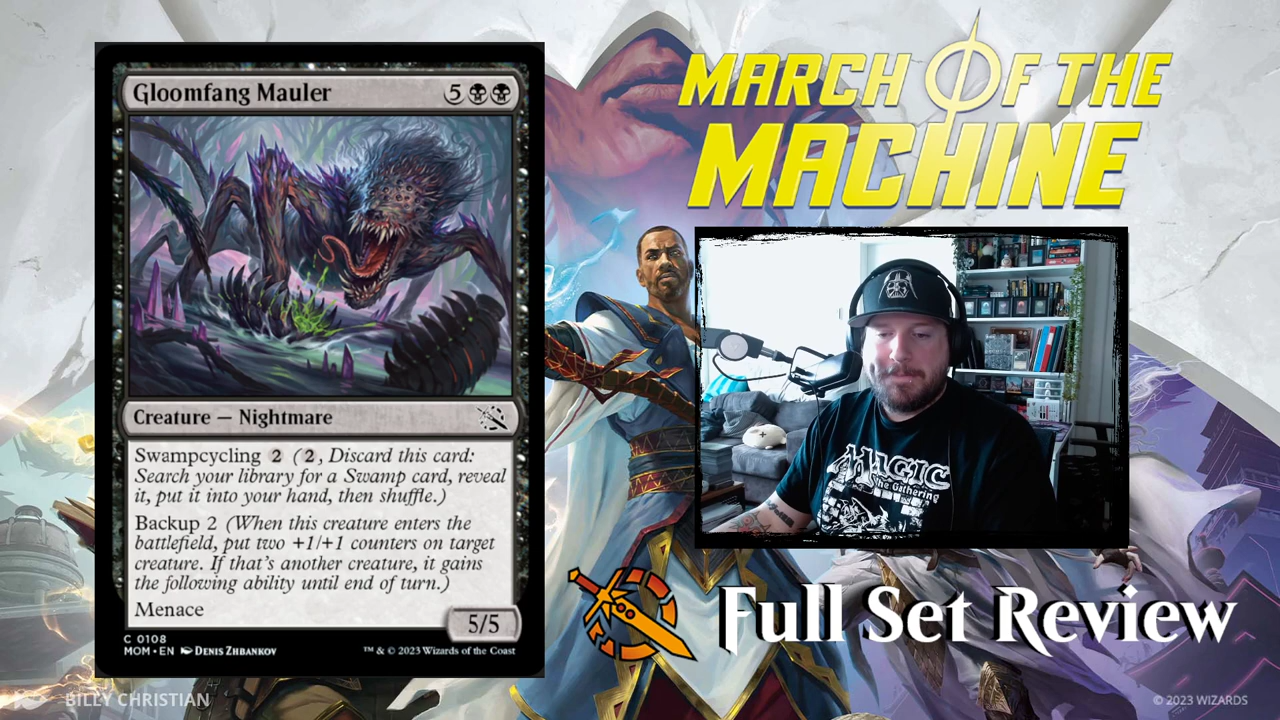 Gloomfang Mauler 5
Creature — Nightmare
Swampcycling 2 (2, Discard this card:
Search your library for a Swamp card, reveal
it, put it into your hand, then shuffle.)
Backup 2 (When this creature enters the
battlefield, put two +1/+1 counters on target
creature. If that's another creature, it gains
the following ability until end of turn.)
Menace
5/5
C 0108
MOM • EN DENIS ZHBANKOV
™ & © 2023 Wizards of the Coast
MARCH OF THE
MACHINE
MAGIC
The Gathering
Full Set Review
BILLY CHRISTIAN
© 2023 WIZARDS